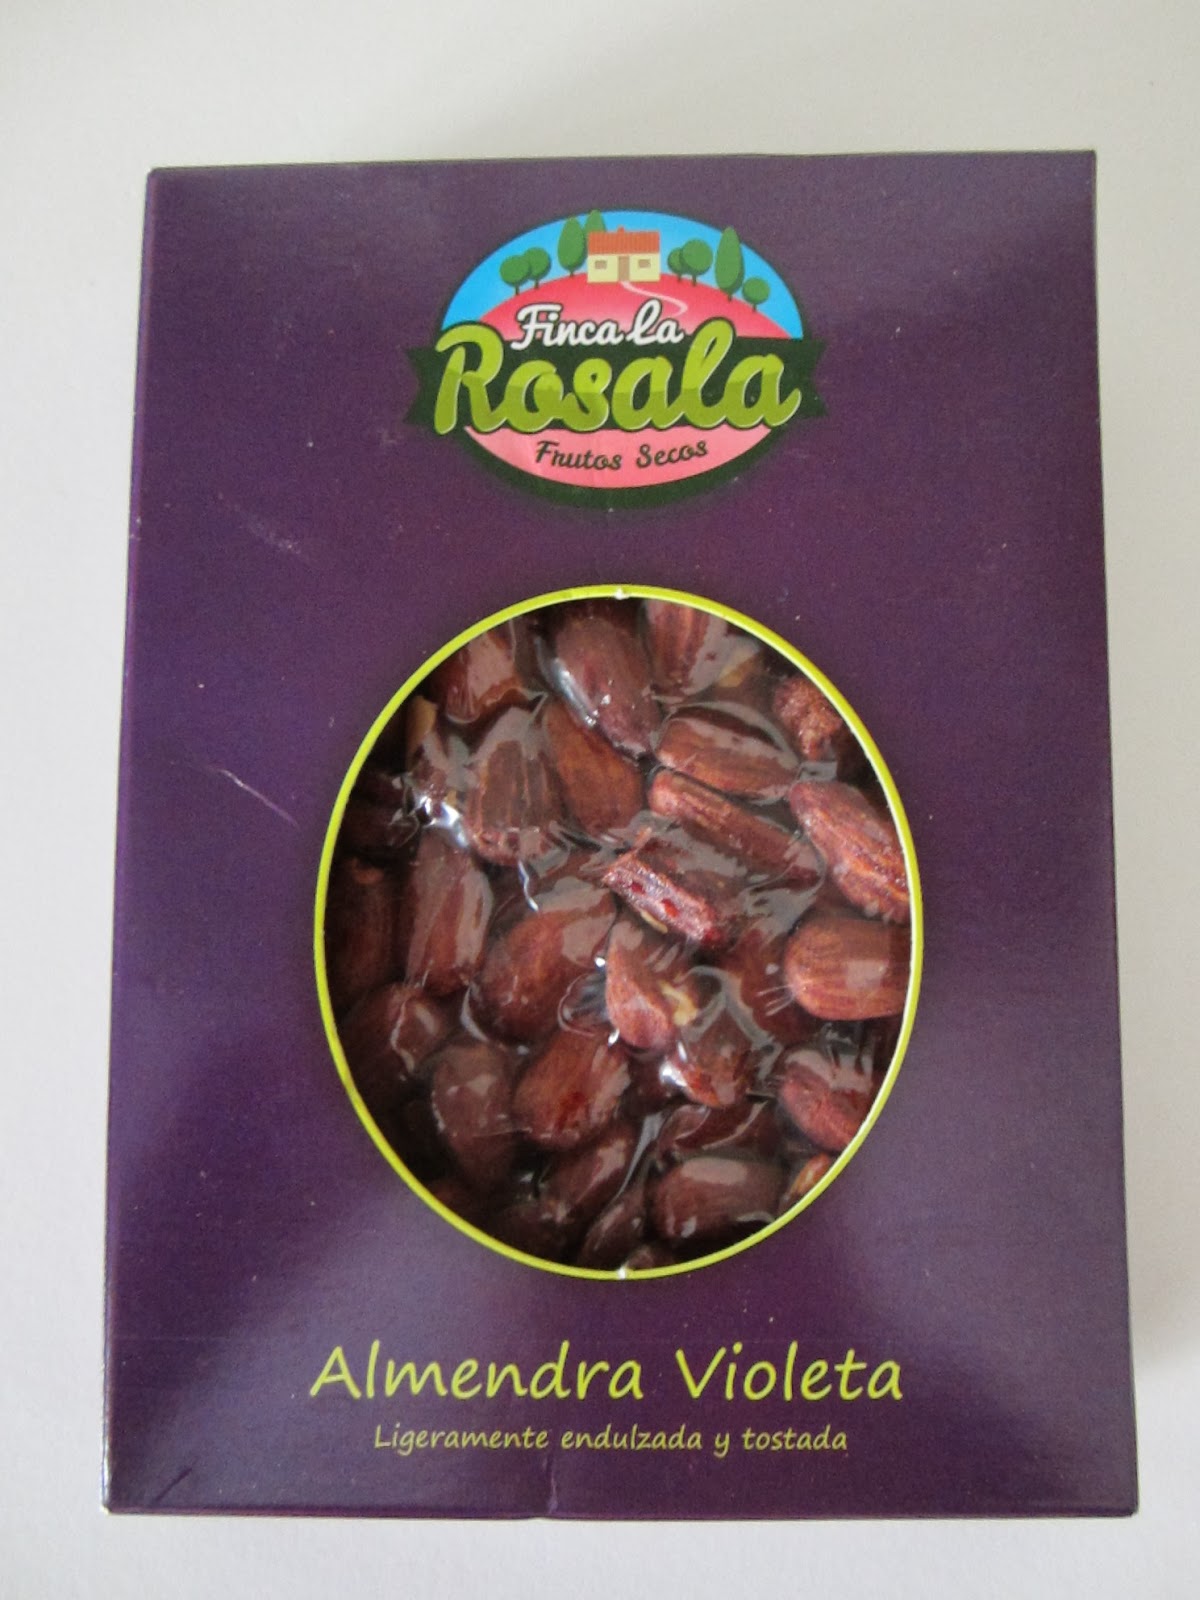 Finca La
Rosala
Frutos Secos
Almendra Violeta
Ligeramente endulzada y tostada